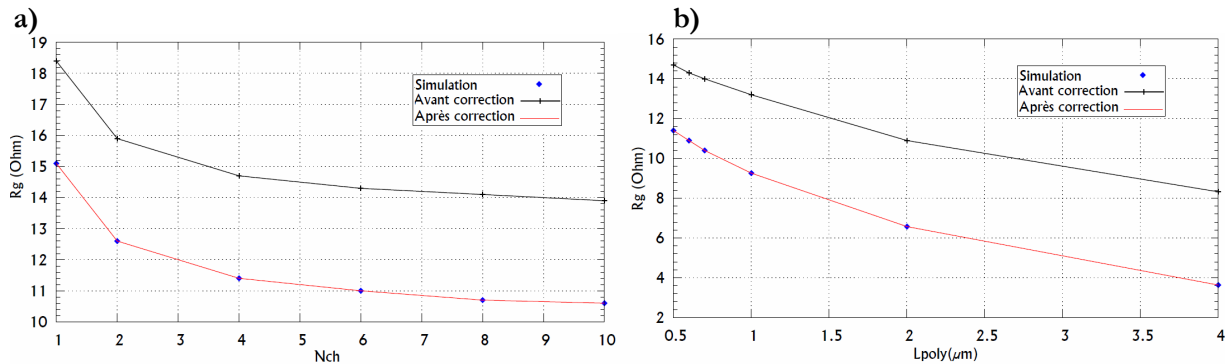 a)
19
18
17
16
15
14
13
12
11
10
Rg (Ohm)
Simulation
Avant correction
Après correction
1 2 3 4 5 6 7 8 9 10
Nch
b)
16
14
12
10
8
6
4
2
Rg (Ohm)
Simulation
Avant correction
Après correction
0.5 1 1.5 2 2.5 3 3.5 4
Lpoly(μm)